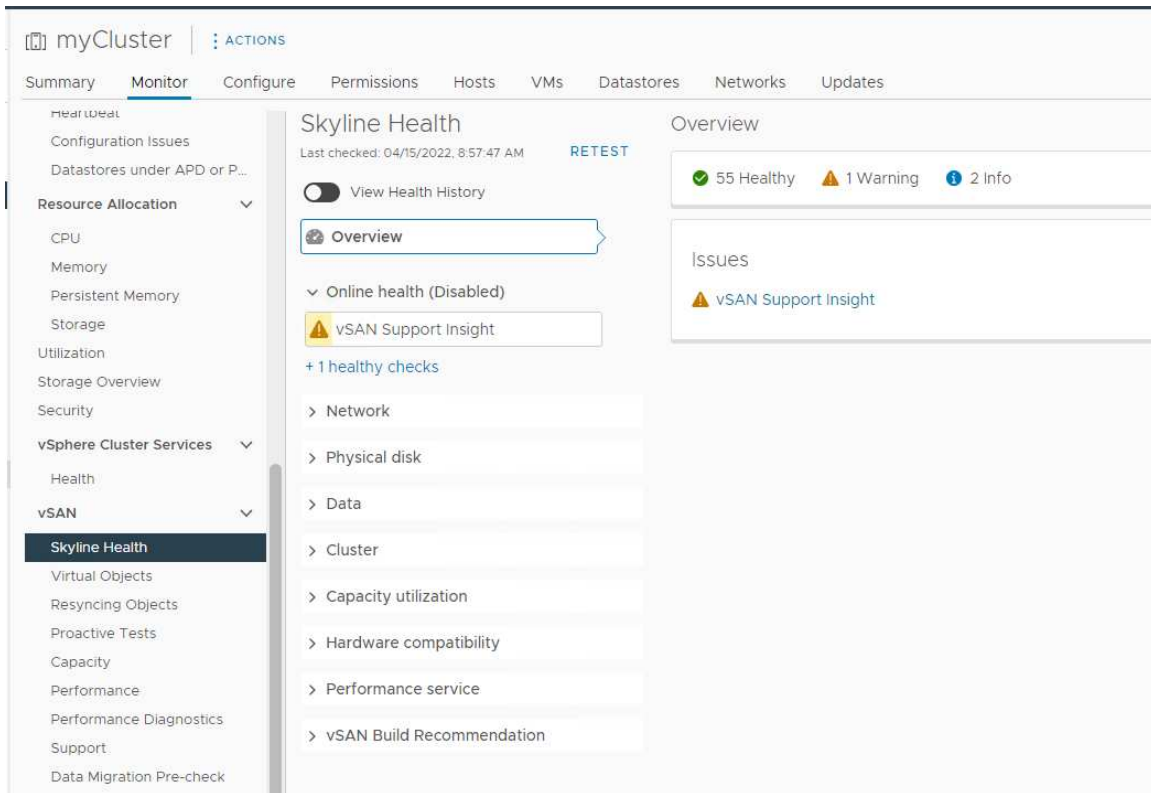 myCluster
ACTIONS
Summary Monitor Configure Permissions Hosts VMs Datastores Networks Updates
Heartbeat
Configuration Issues
Datastores under APD or P...
Resource Allocation
CPU
Memory
Persistent Memory
Storage
Utilization
Storage Overview
Security
vSphere Cluster Services
Health
vSAN
Skyline Health
Virtual Objects
Resyncing Objects
Proactive Tests
Capacity
Performance
Performance Diagnostics
Support
Data Migration Pre-check
Skyline Health
Last checked: 04/15/2022, 8:57:47 AM RETEST
View Health History
Overview
Online health (Disabled)
vSAN Support Insight
+ 1 healthy checks
Network
Physical disk
Data
Cluster
Capacity utilization
Hardware compatibility
Performance service
vSAN Build Recommendation
Overview
55 Healthy 1 Warning 2 Info
Issues
vSAN Support Insight